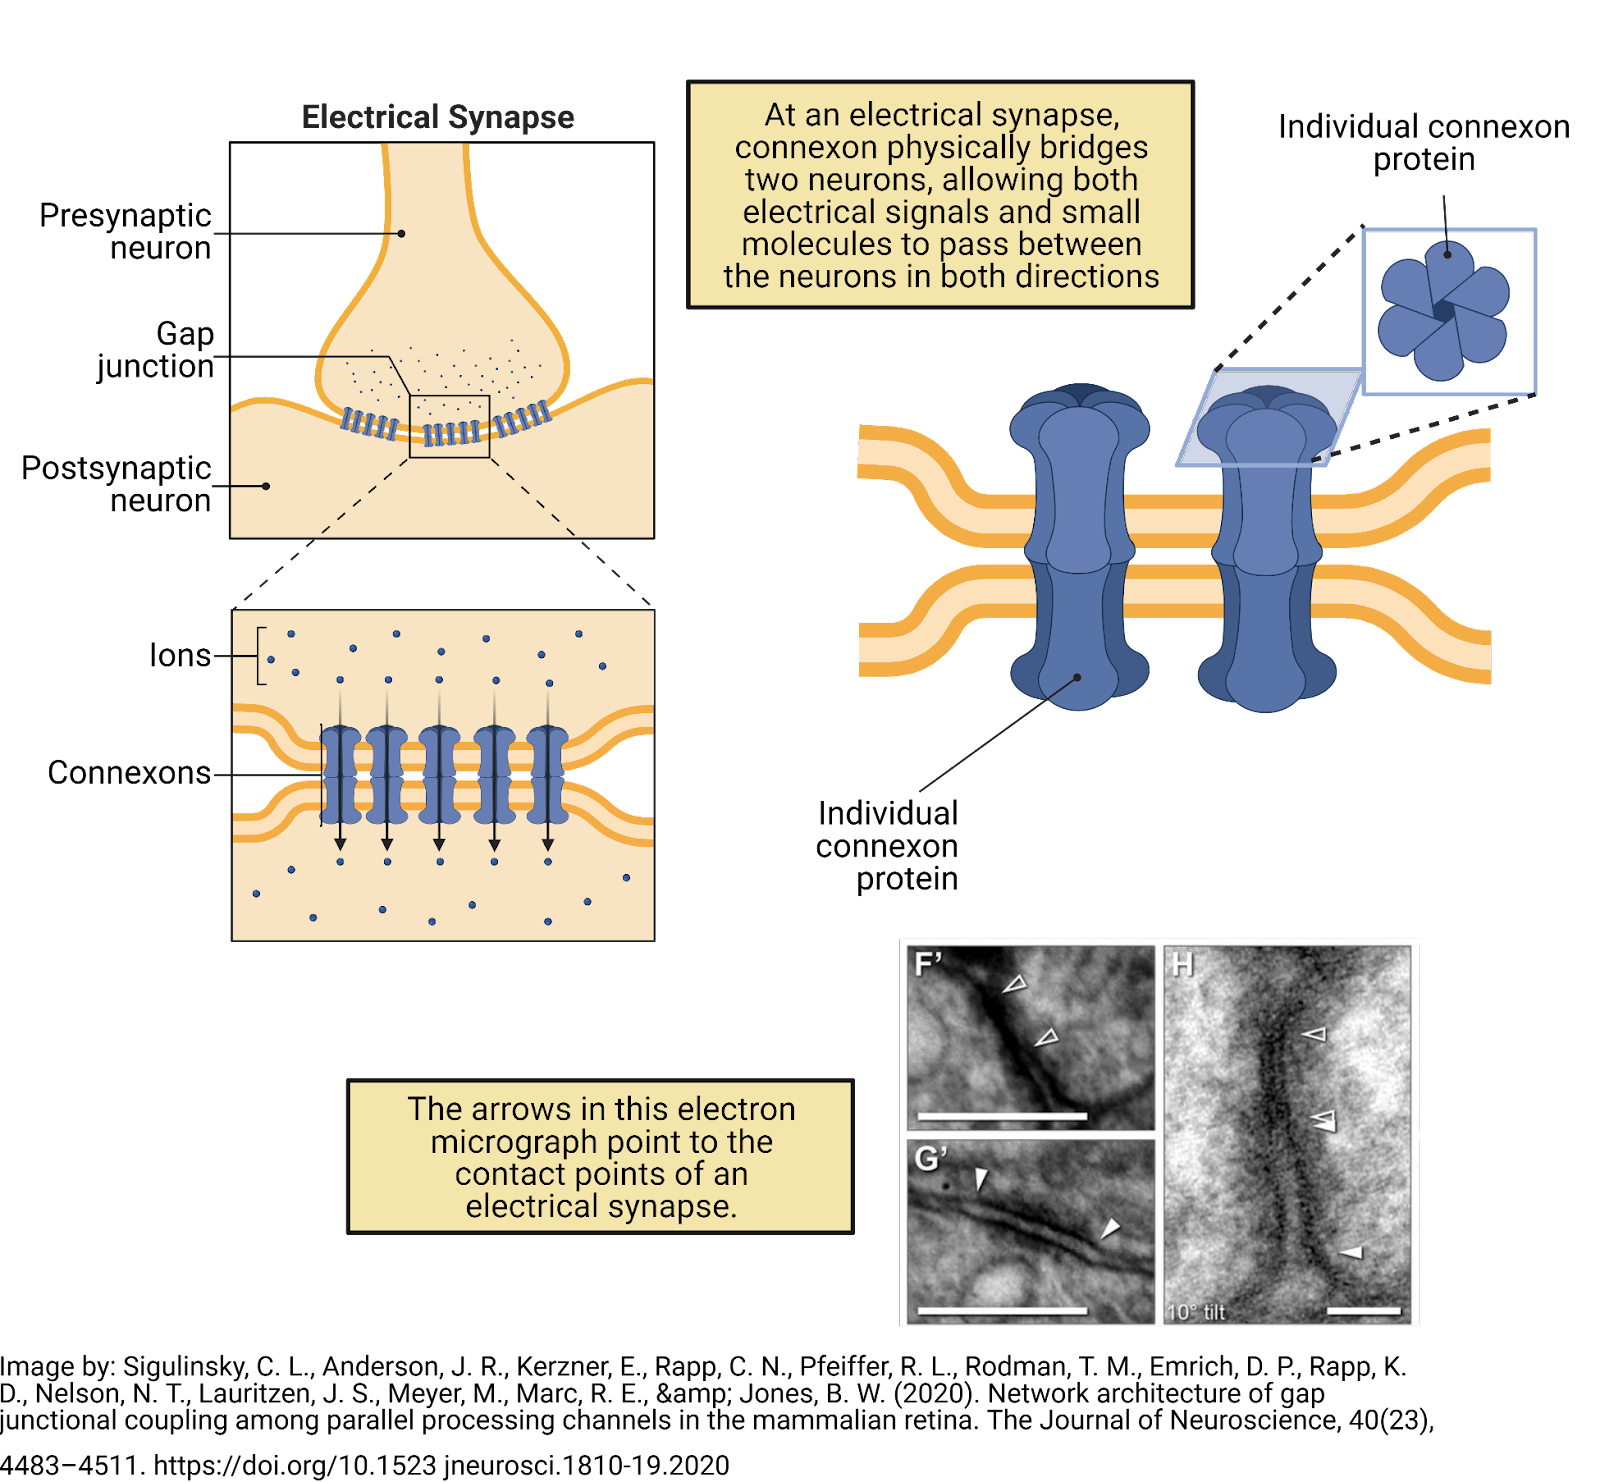 Electrical Synapse
Presynaptic
neuron
Gap
junction
Postsynaptic
neuron
Ions
Connexons
At an electrical synapse,
connexon physically bridges
two neurons, allowing both
electrical signals and small
molecules to pass between
the neurons in both directions
Individual connexon
protein
Individual
connexon
protein
The arrows in this electron
micrograph point to the
contact points of an
electrical synapse.
F’
G’
H
10° tilt
Image by: Sigulinsky, C. L., Anderson, J. R., Kerzner, E., Rapp, C. N., Pfeiffer, R. L., Rodman, T. M., Emrich, D. P., Rapp, K.
D., Nelson, N. T., Lauritzen, J. S., Meyer, M., Marc, R. E., &amp; Jones, B. W. (2020). Network architecture of gap
junctional coupling among parallel processing channels in the mammalian retina. The Journal of Neuroscience, 40(23),
4483–4511. https://doi.org/10.1523 jneurosci.1810-19.2020